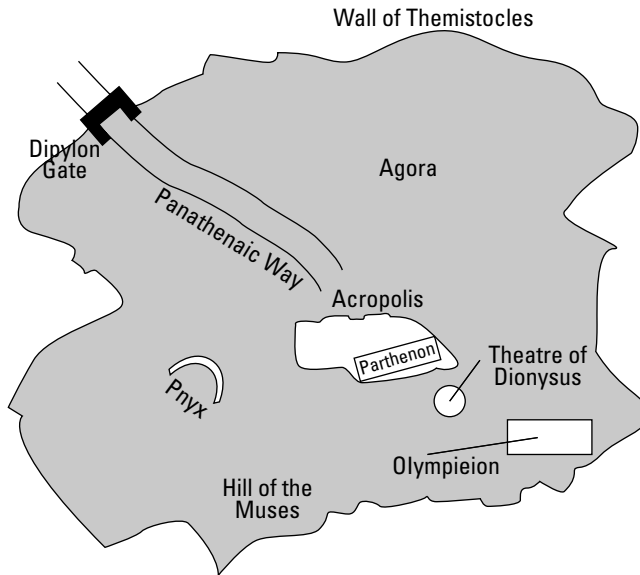 Wall of Themistocles
Dipylon
Gate
Agora
Panathenaic Way
Acropolis
Parthenon
Theatre of
Dionysus
Pnyx
Olympieion
Hill of the
Muses